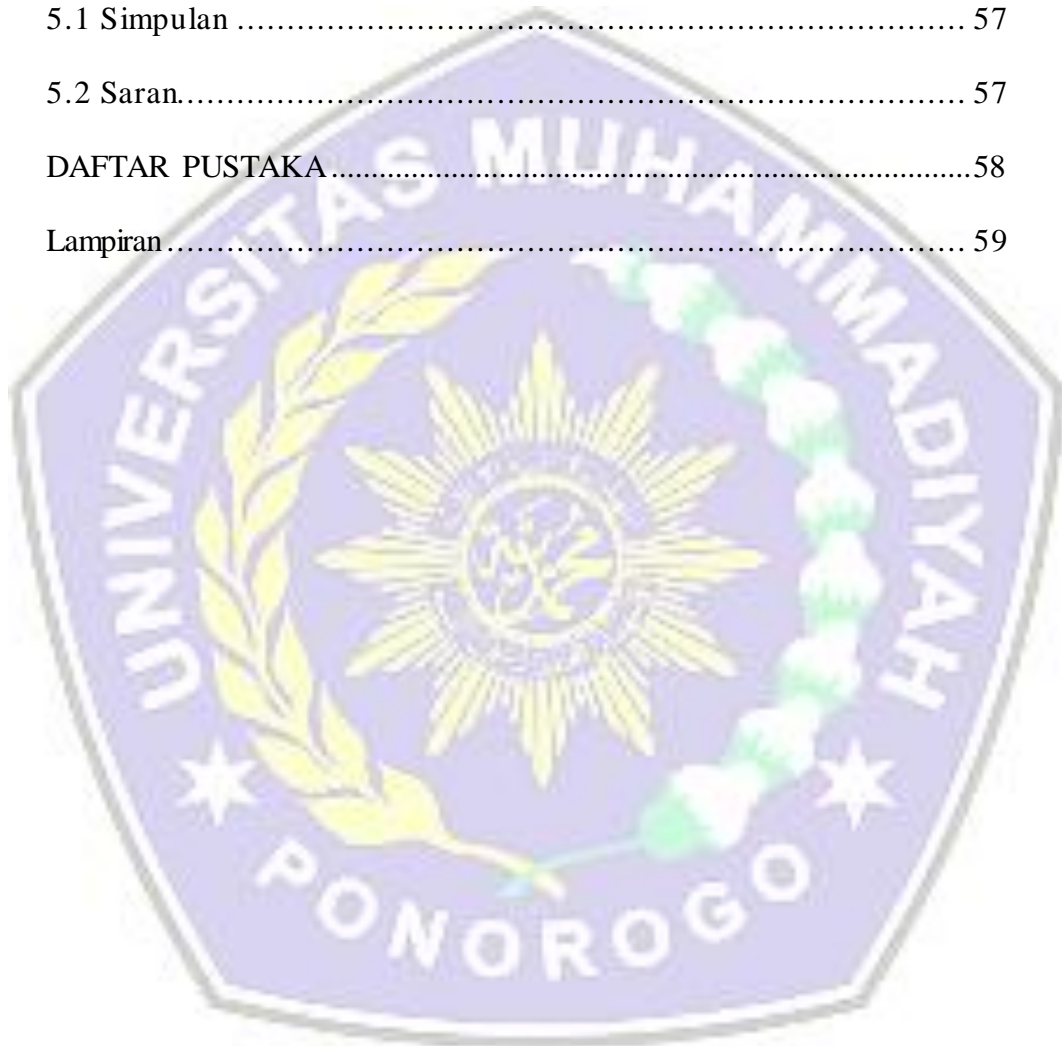 5.1 Simpulan ........................................................................ 57
5.2 Saran.............................................................................. 57
DAFTAR PUSTAKA.................................................................58
Lampiran............................................................................... 59
UNIVERSITAS MUHAMMADIYAH
PONOROGO